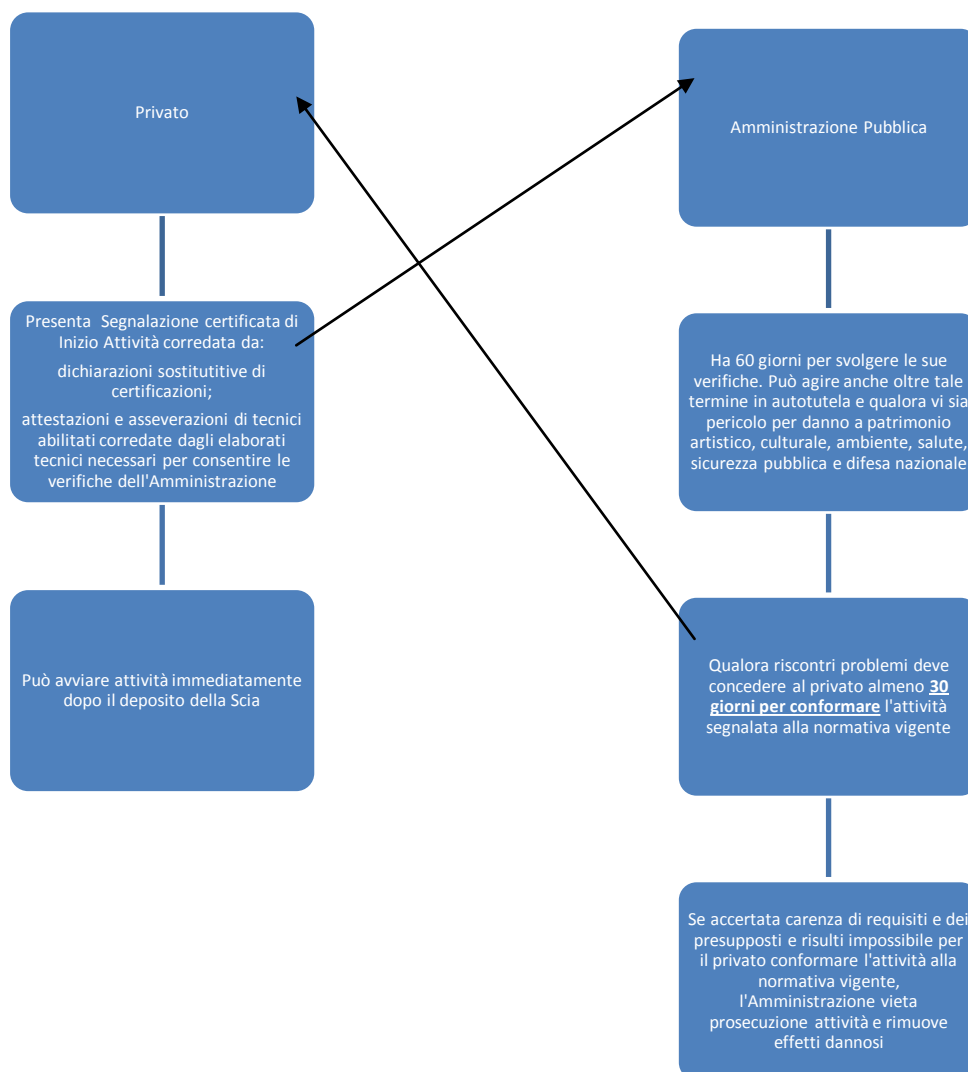 Privato
Presenta Segnalazione certificata di
Inizio Attività corredata da:
dichiarazioni sostitutitive di
certificazioni;
attestazioni e asseverazioni di tecnici
abilitati corredate dagli elaborati
tecnici necessari per consentire le
verifiche dell'Amministrazione
Può avviare attività immediatamente
dopo il deposito della Scia
Amministrazione Pubblica
Ha 60 giorni per svolgere le sue
verifiche. Può agire anche oltre tale
termine in autotutela e qualora vi sia
pericolo per danno a patrimonio
artistico, culturale, ambiente, salute,
sicurezza pubblica e difesa nazionale
Qualora riscontri problemi deve
concedere al privato almeno 30
giorni per conformare l'attività
segnalata alla normativa vigente
Se accertata carenza di requisiti e dei
presupposti e risulti impossibile per
il privato conformare l'attività alla
normativa vigente,
l'Amministrazione vieta
prosecuzione attività e rimuove
effetti dannosi